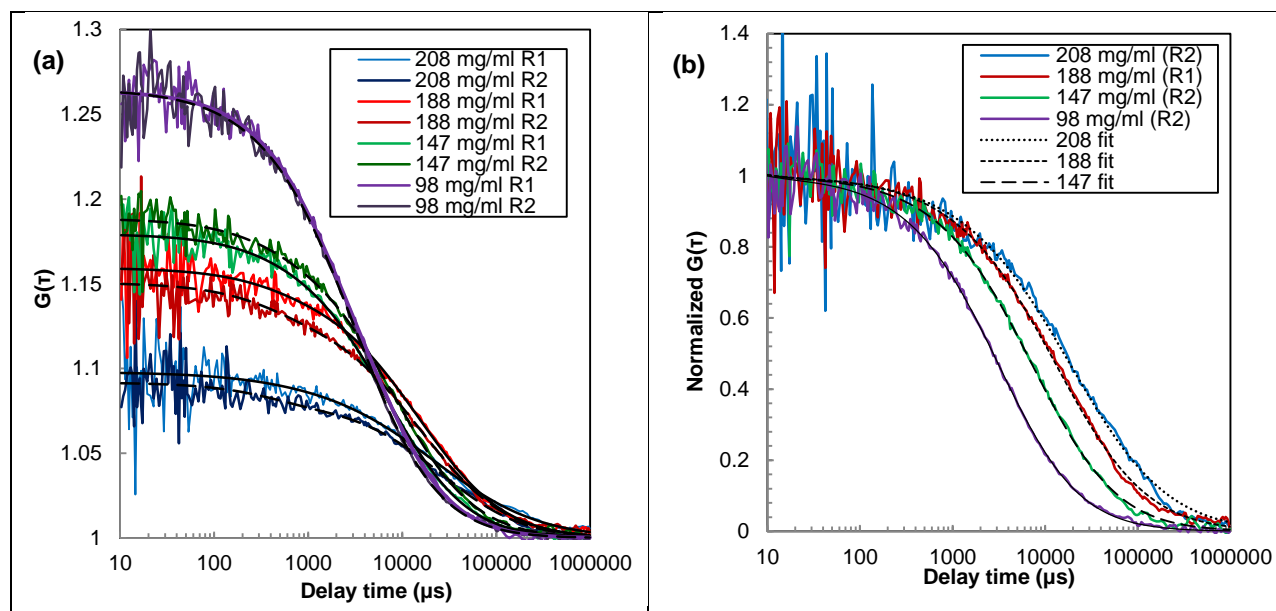 (a)
1.3
1.25
1.2
1.15
1.1
1.05
1
G(τ)
208 mg/ml R1
208 mg/ml R2
188 mg/ml R1
188 mg/ml R2
147 mg/ml R1
147 mg/ml R2
98 mg/ml R1
98 mg/ml R2
10 100 1000 10000 100000 1000000
Delay time (µs)
(b)
1.4
1.2
1
0.8
0.6
0.4
0.2
0
Normalized G(τ)
208 mg/ml (R2)
188 mg/ml (R1)
147 mg/ml (R2)
98 mg/ml (R2)
208 fit
188 fit
147 fit
10 100 1000 10000 100000 1000000
Delay time (µs)